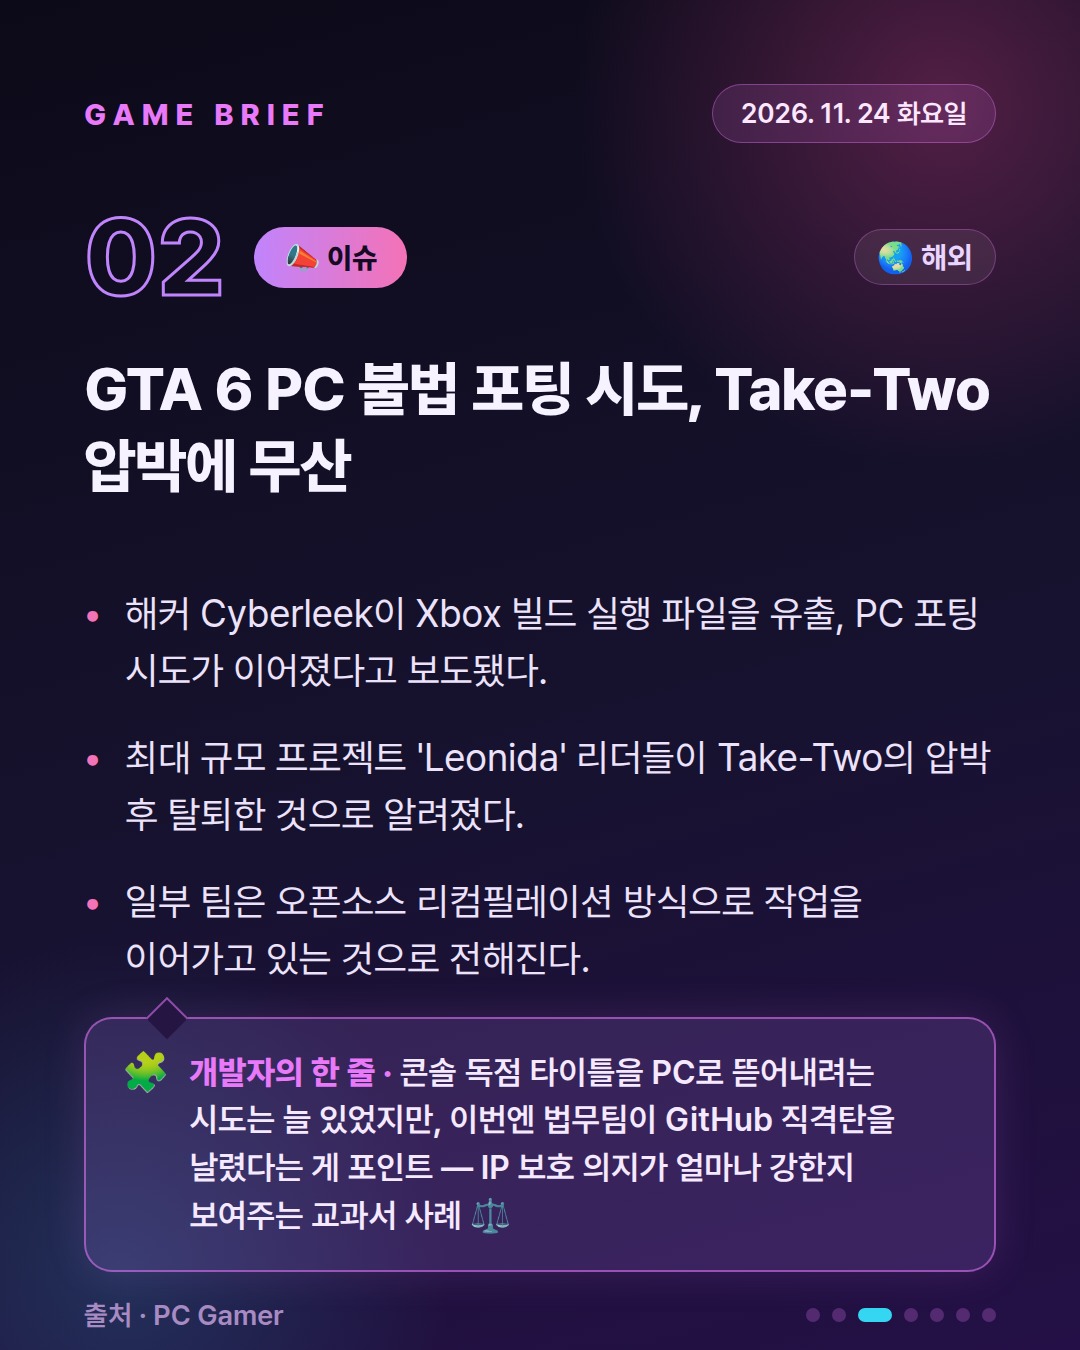 GAME BRIEF
2026. 11. 24 화요일
02
📣 이슈
🌏 해외
GTA 6 PC 불법 포팅 시도, Take-Two
압박에 무산
• 해커 Cyberleek이 Xbox 빌드 실행 파일을 유출, PC 포팅
시도가 이어졌다고 보도됐다.
• 최대 규모 프로젝트 'Leonida' 리더들이 Take-Two의 압박
후 탈퇴한 것으로 알려졌다.
• 일부 팀은 오픈소스 리컴필레이션 방식으로 작업을
이어가고 있는 것으로 전해진다.
🧩 개발자의 한 줄 · 콘솔 독점 타이틀을 PC로 뜯어내려는
시도는 늘 있었지만, 이번엔 법무팀이 GitHub 직격탄을
날렸다는 게 포인트 — IP 보호 의지가 얼마나 강한지
보여주는 교과서 사례 ⚖️
출처 · PC Gamer